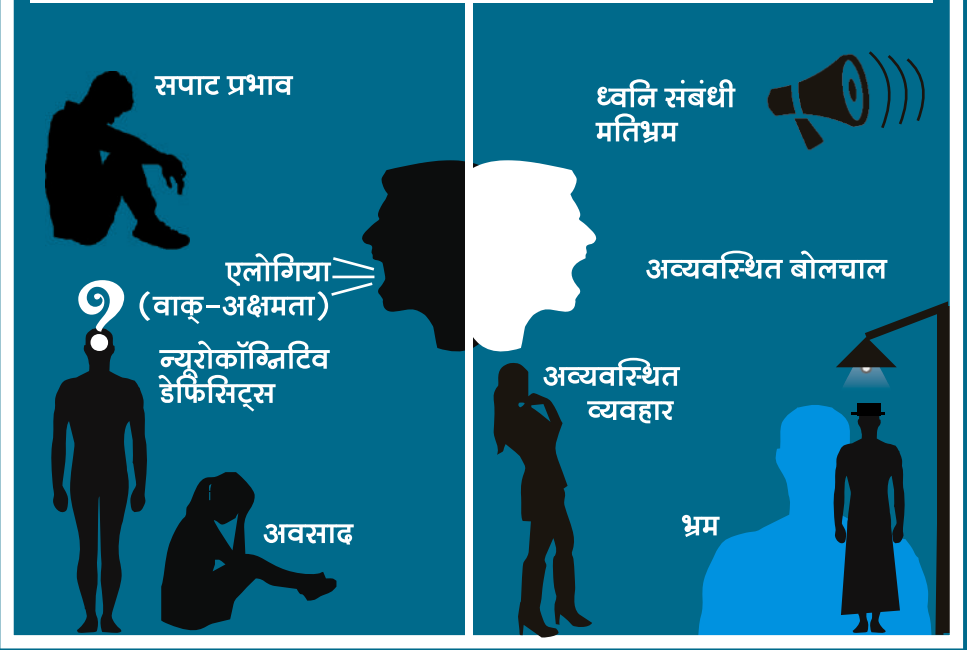 सपाट प्रभाव
एलोगिया
(वाक्-अक्षमता)
न्यूरोकॉग्निटिव
डेफिसिट्स
अवसाद
ध्वनि संबंधी
मतिभ्रम
अव्यवस्थित बोलचाल
अव्यवस्थित
व्यवहार
भ्रम